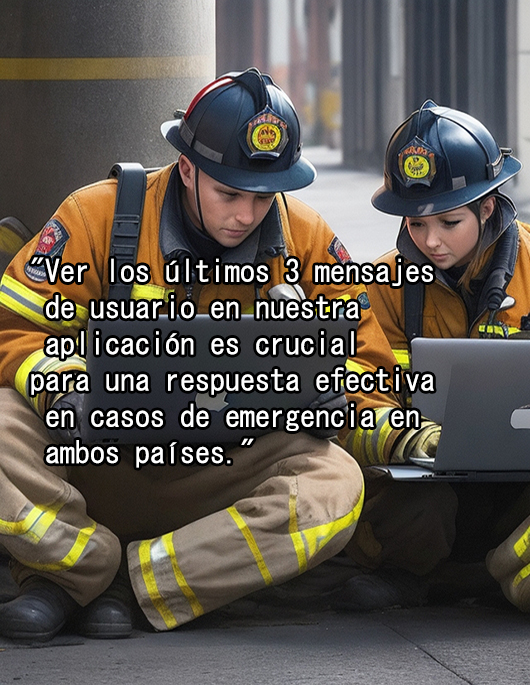 "Ver los últimos 3 mensajes
de usuario en nuestra
aplicación es crucial
para una respuesta efectiva
en casos de emergencia en
ambos países."